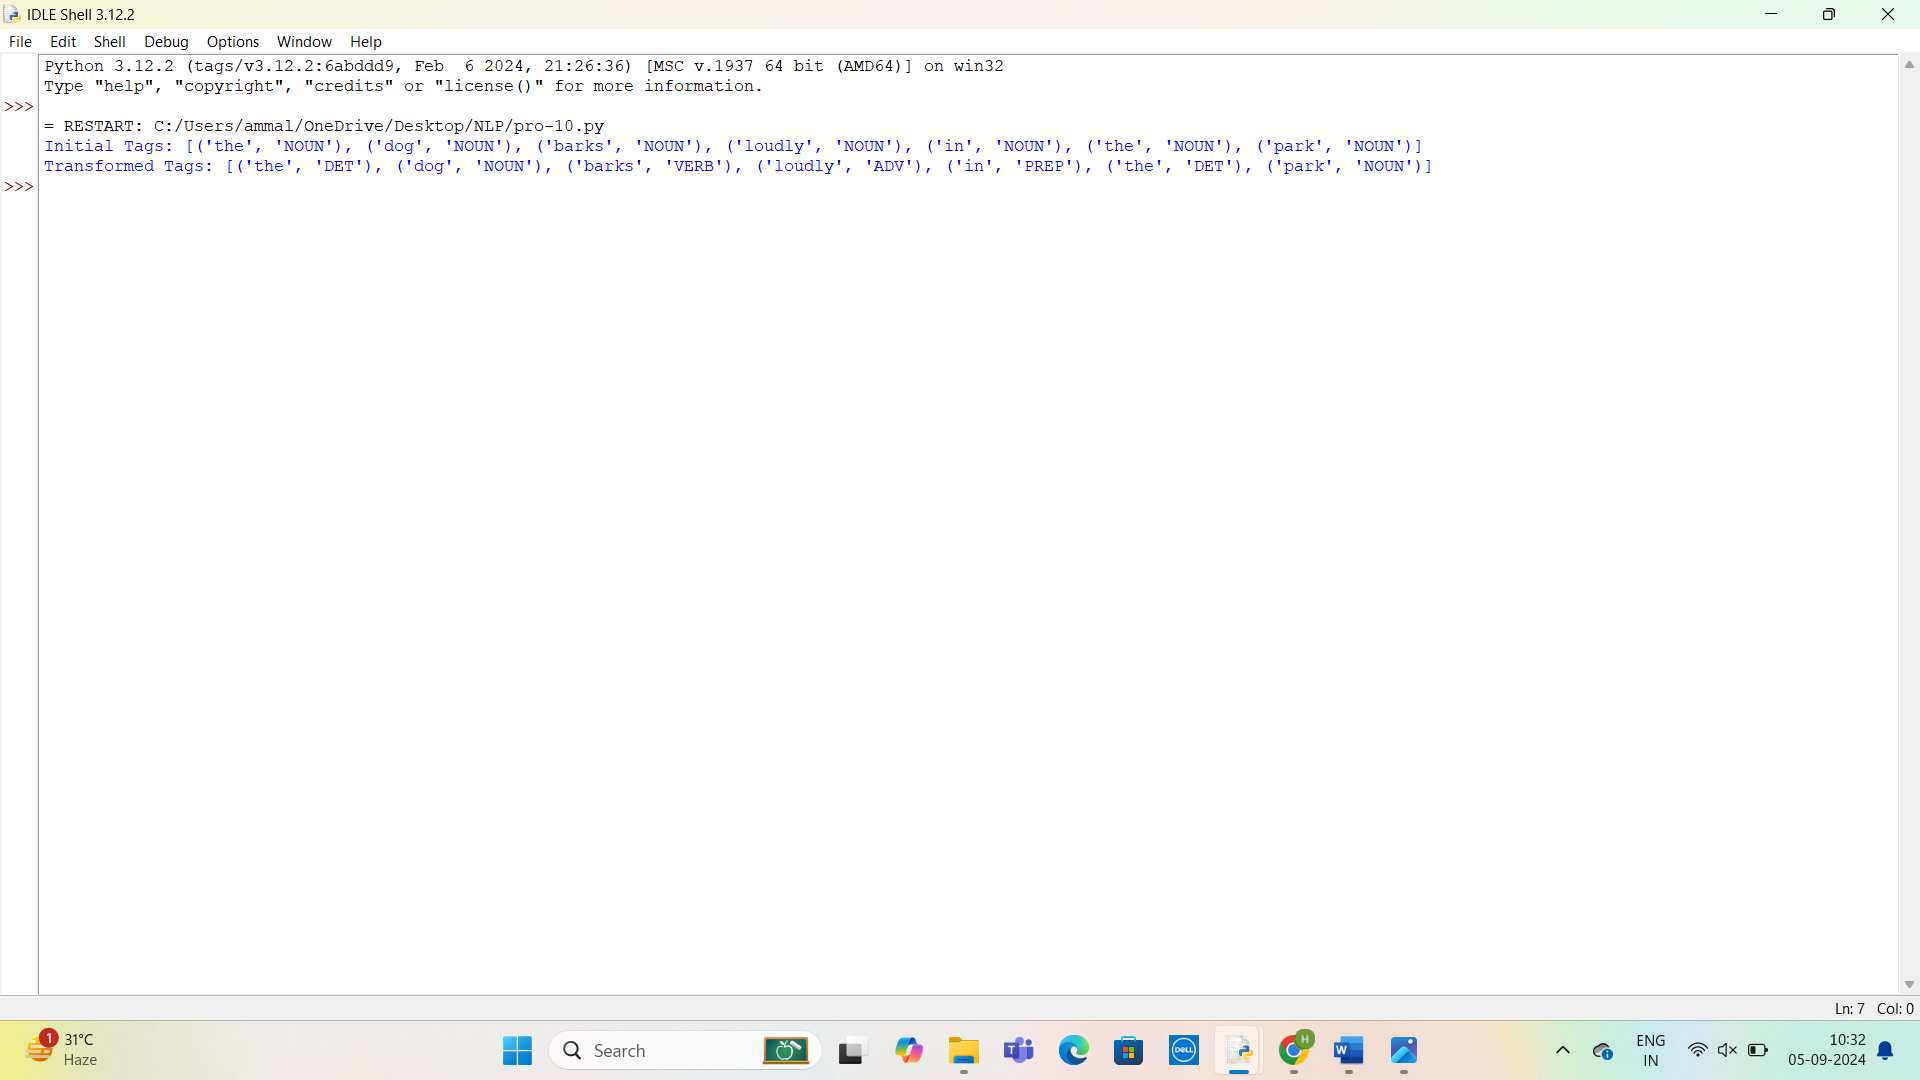 IDLE Shell 3.12.2
File Edit Shell Debug Options Window Help
Python 3.12.2 (tags/v3.12.2:6abddd9, Feb  6 2024, 21:26:36) [MSC v.1937 64 bit (AMD64)] on win32
Type "help", "copyright", "credits" or "license()" for more information.
>>>
= RESTART: C:/Users/ammal/OneDrive/Desktop/NLP/pro-10.py
Initial Tags: [('the', 'NOUN'), ('dog', 'NOUN'), ('barks', 'NOUN'), ('loudly', 'NOUN'), ('in', 'NOUN'), ('the', 'NOUN'), ('park', 'NOUN')]
Transformed Tags: [('the', 'DET'), ('dog', 'NOUN'), ('barks', 'VERB'), ('loudly', 'ADV'), ('in', 'PREP'), ('the', 'DET'), ('park', 'NOUN')]
>>>
Ln: 7 Col: 0
1
31°C
Haze
Search
T
DELL
H
W
ENG
IN
10:32
05-09-2024